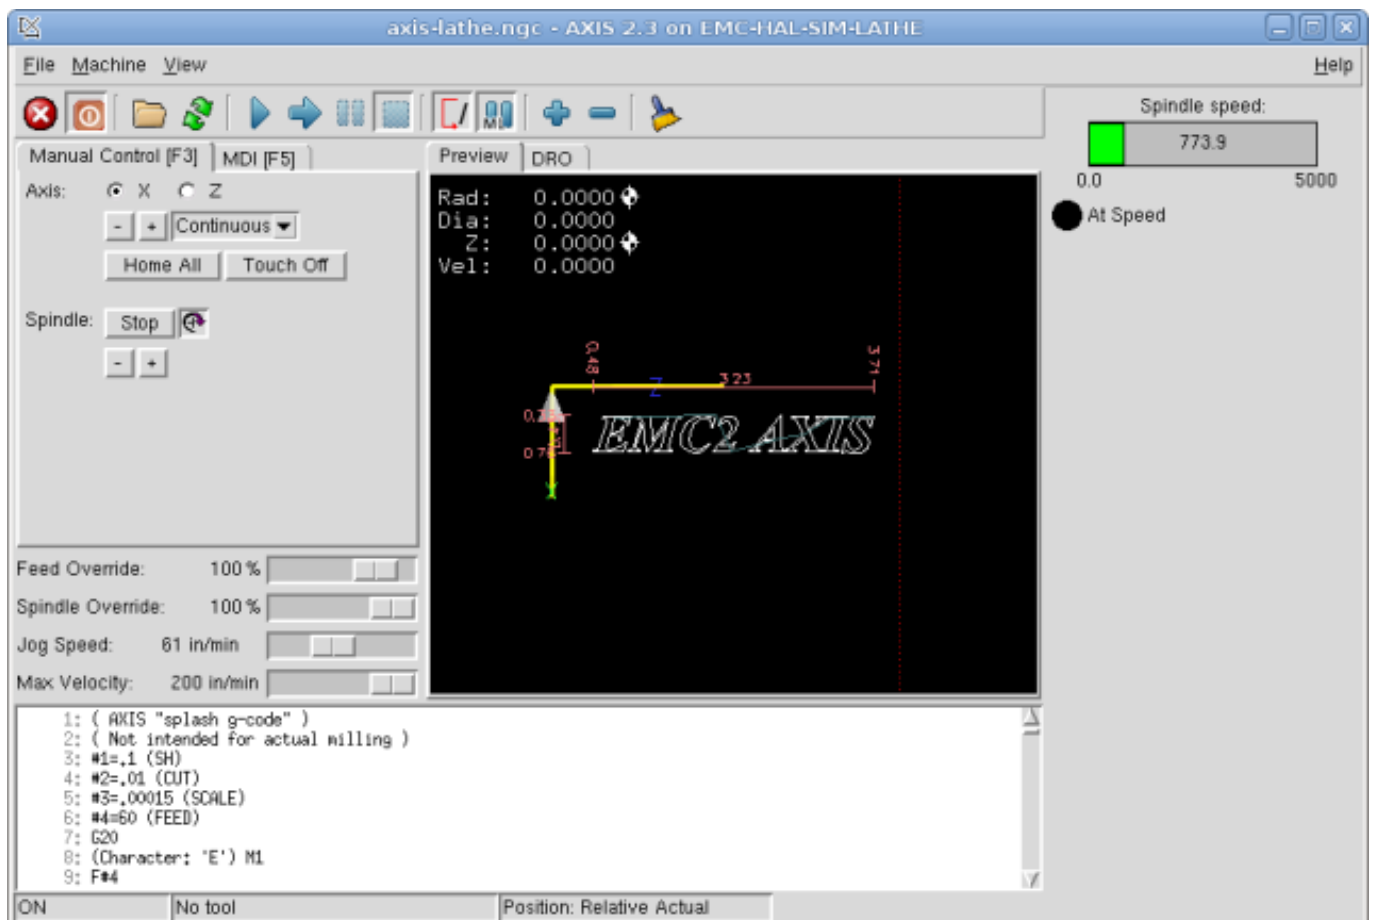 axis-lathe.ngc - AXIS 2.3 on EMC-HAL-SIM-LATHE
File Machine View Help
Manual Control [F3] MDI [F5]
Axis: X Z
- + Continuous
Home All Touch Off
Spindle: Stop
- +
Feed Override: 100 %
Spindle Override: 100 %
Jog Speed: 61 in/min
Max Velocity: 200 in/min
Preview DRO
Rad: 0.0000
Dia: 0.0000
Z: 0.0000
Vel: 0.0000
0.48 3.71
Z 3.23
EMC2 AXIS
Spindle speed:
773.9
0.0 5000
At Speed
1: ( AXIS "splash g-code" )
2: ( Not intended for actual milling )
3: #1=.1 (SH)
4: #2=.01 (CUT)
5: #3=.00015 (SCALE)
6: #4=60 (FEED)
7: G20
8: (Character: 'E') M1
9: F#4
ON No tool Position: Relative Actual